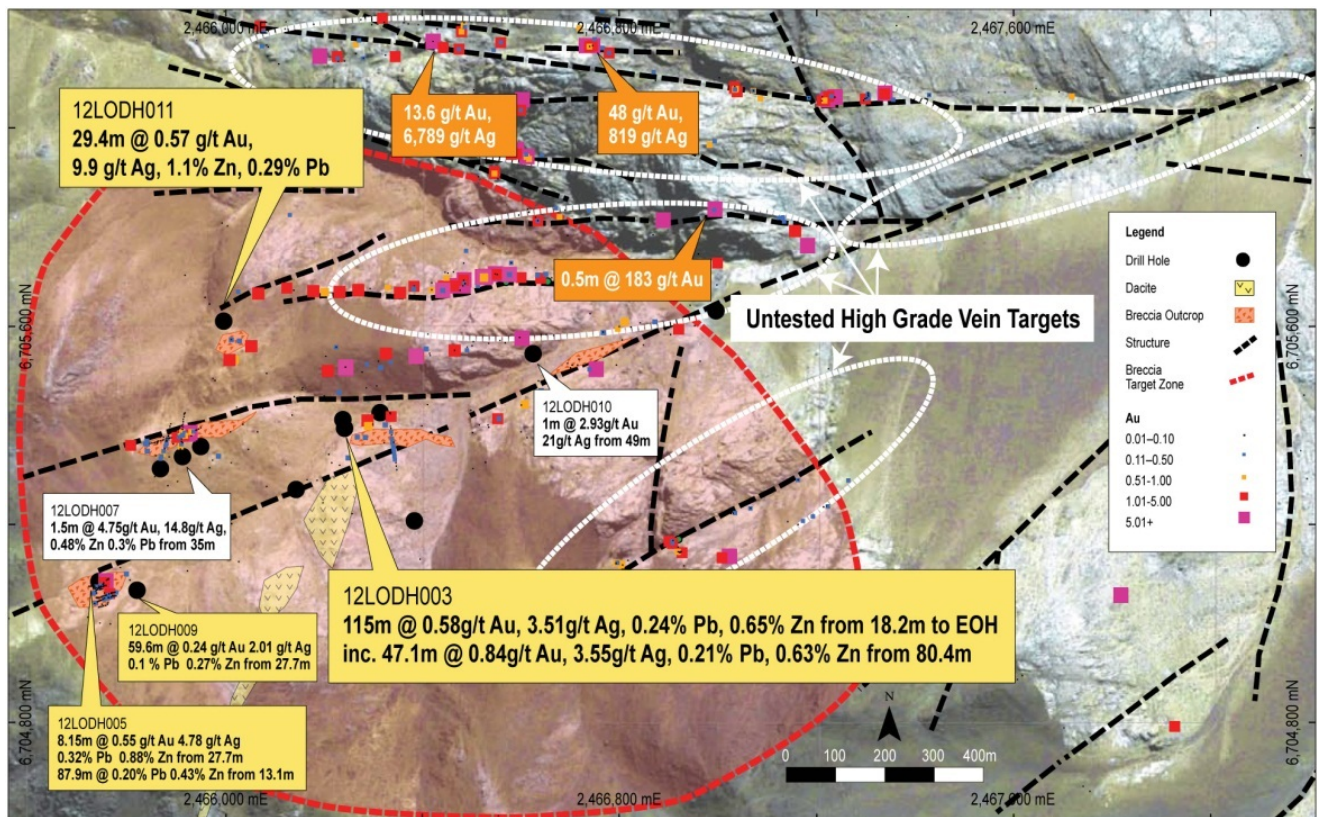 2,466,000 mE
2,466,800 mE
2,467,600 mE
12LODH011
29.4m @ 0.57 g/t Au,
9.9 g/t Ag, 1.1% Zn, 0.29% Pb
13.6 g/t Au,
6,789 g/t Ag
48 g/t Au,
819 g/t Ag
0.5m @ 183 g/t Au
Untested High Grade Vein Targets
6,705,600 mN
6,705,600 mN
Legend
Drill Hole
Dacite
Breccia Outcrop
Structure
Breccia
Target Zone
Au
0.01–0.10
0.11–0.50
0.51–1.00
1.01–5.00
5.01+
12LODH010
1m @ 2.93g/t Au
21g/t Ag from 49m
12LODH007
1.5m @ 4.75g/t Au, 14.8g/t Ag,
0.48% Zn 0.3% Pb from 35m
12LODH003
115m @ 0.58g/t Au, 3.51g/t Ag, 0.24% Pb, 0.65% Zn from 18.2m to EOH
inc. 47.1m @ 0.84g/t Au, 3.55g/t Ag, 0.21% Pb, 0.63% Zn from 80.4m
12LODH009
59.6m @ 0.24 g/t Au 2.01 g/t Ag
0.1 % Pb 0.27% Zn from 27.7m
12LODH005
8.15m @ 0.55 g/t Au 4.78 g/t Ag
0.32% Pb 0.88% Zn from 27.7m
87.9m @ 0.20% Pb 0.43% Zn from 13.1m
6,704,800 mN
6,704,800 mN
N
0 100 200 300 400m
2,466,000 mE
2,466,800 mE
2,467,600 mE